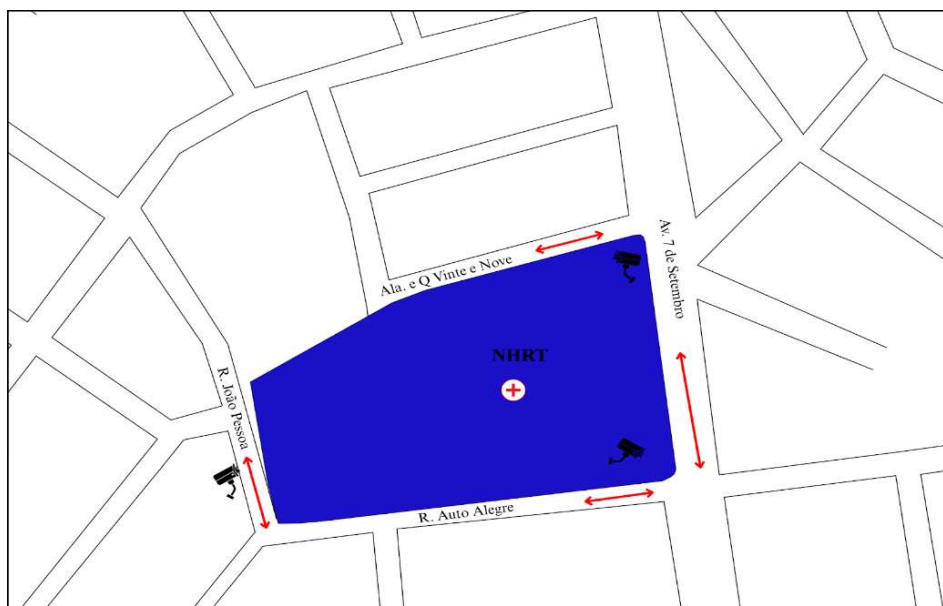 Av. 7 de Setembro
Ala. e Q Vinte e Nove
NHRT
R. João Pessoa
R. Auto Alegre